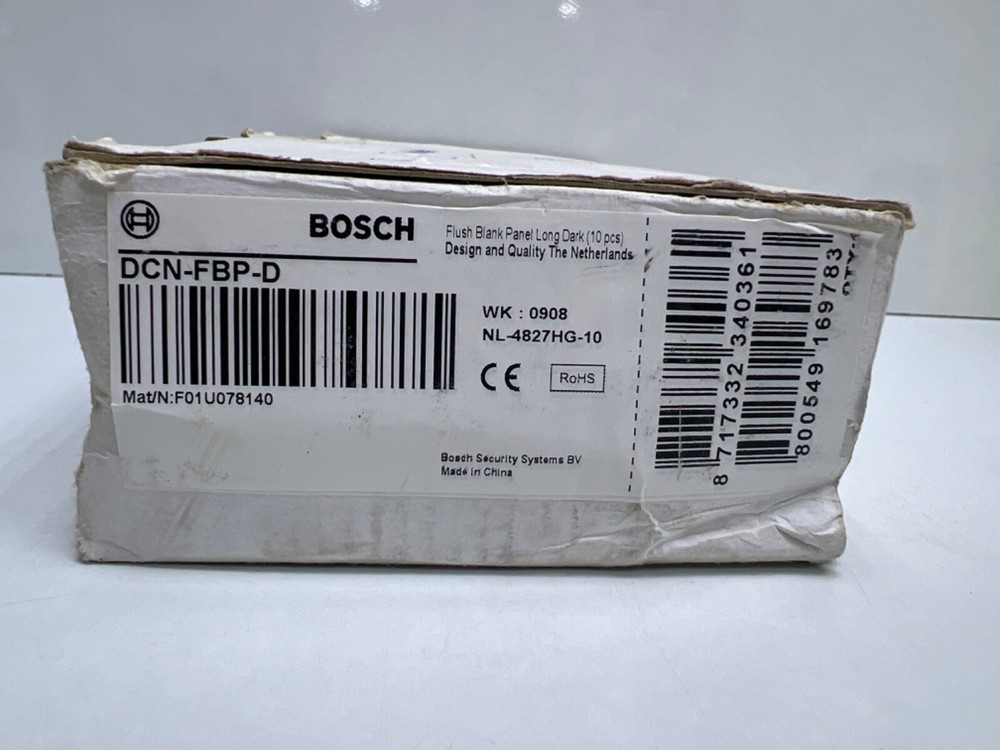 BOSCH
DCN-FBP-D
Mat/N:F01U078140
Flush Blank Panel Long Dark (10 pcs)
Design and Quality The Netherlands
WK : 0908
NL-4827HG-10
CE
RoHS
Bosch Security Systems BV
Made in China
8 717332 340361
800549 169783